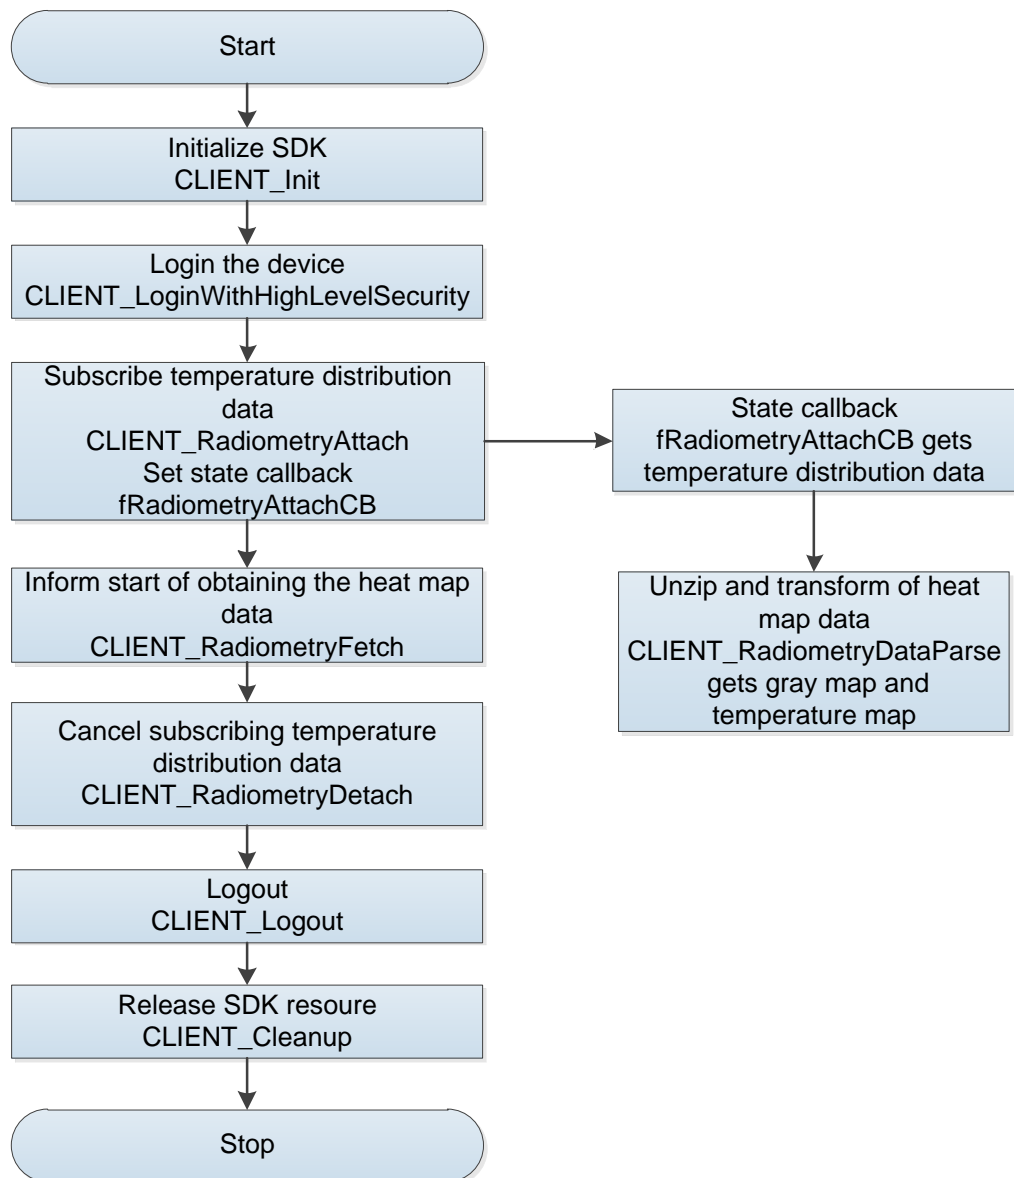 Start
Initialize SDK
CLIENT_Init
Login the device
CLIENT_LoginWithHighLevelSecurity
Subscribe temperature distribution
data
CLIENT_RadiometryAttach
Set state callback
fRadiometryAttachCB
State callback
fRadiometryAttachCB gets
temperature distribution data
Inform start of obtaining the heat map
data
CLIENT_RadiometryFetch
Unzip and transform of heat
map data
CLIENT_RadiometryDataParse
gets gray map and
temperature map
Cancel subscribing temperature
distribution data
CLIENT_RadiometryDetach
Logout
CLIENT_Logout
Release SDK resoure
CLIENT_Cleanup
Stop